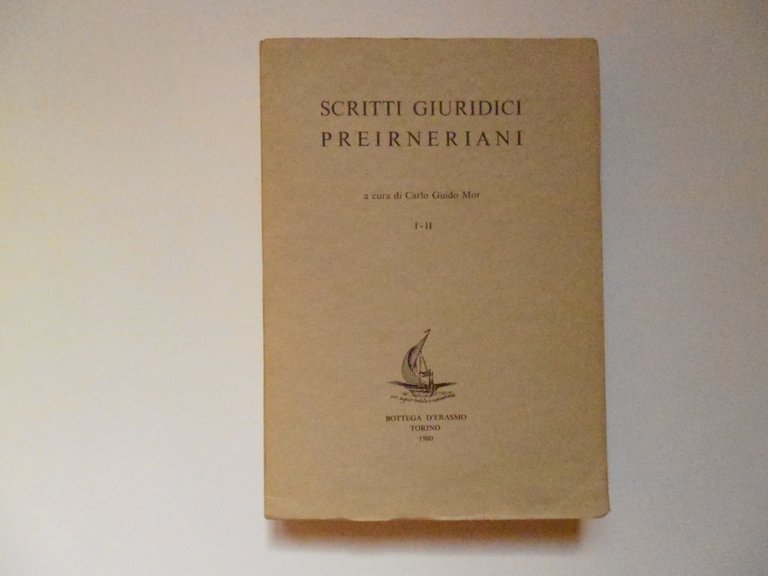 SCRITTI GIURIDICI
PREIRNERIANI
a cura di Carlo Guido Mor
I - II
BOTTEGA D'ERASMO
TORINO
1980